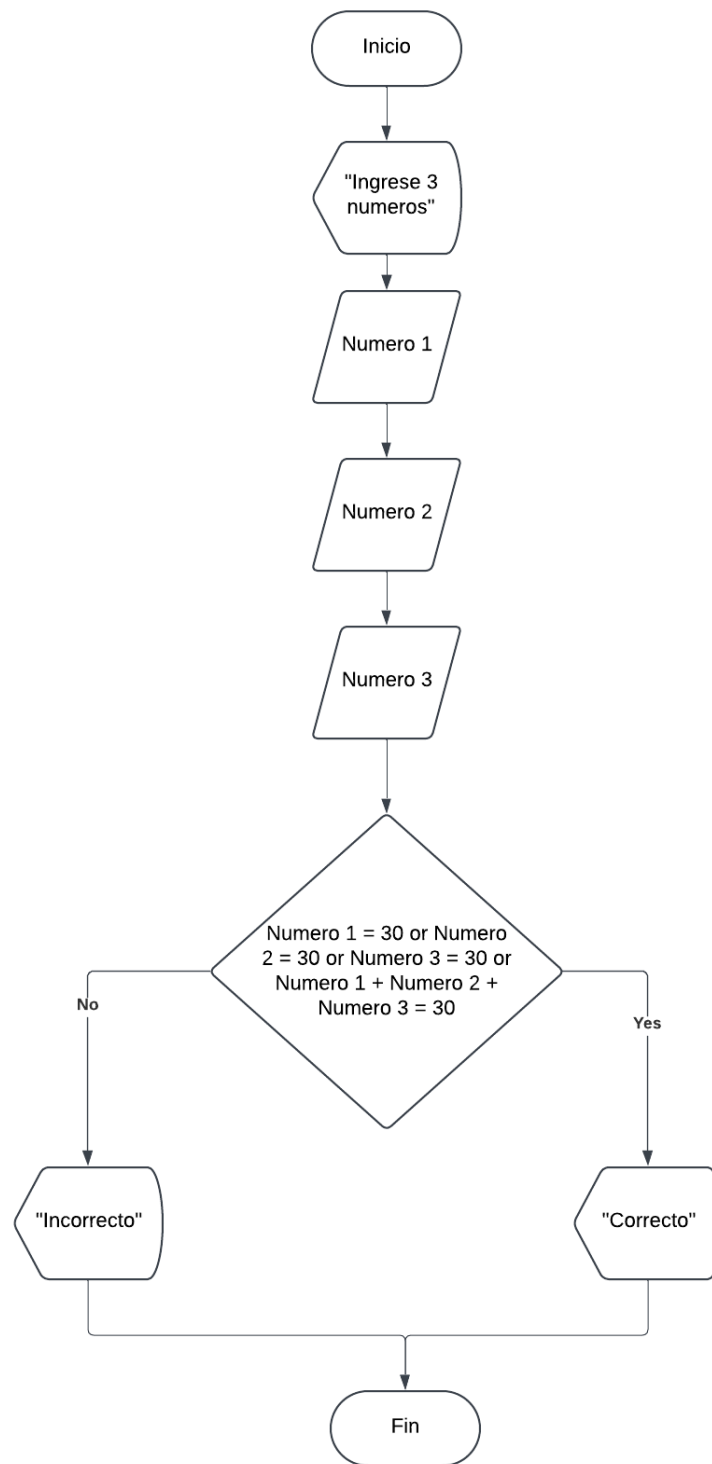 Inicio
"Ingrese 3
numeros"
Numero 1
Numero 2
Numero 3
Numero 1 = 30 or Numero
2 = 30 or Numero 3 = 30 or
Numero 1 + Numero 2 +
Numero 3 = 30
No
Yes
"Incorrecto"
"Correcto"
Fin